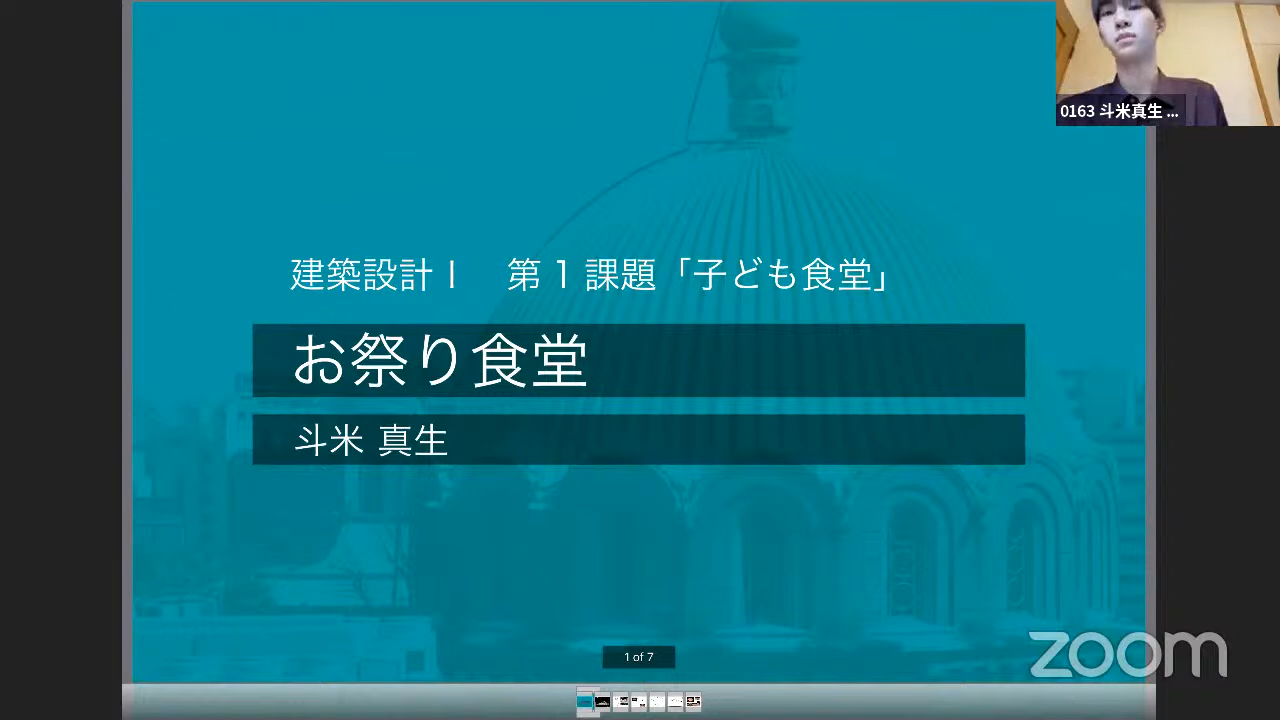 0163 斗米真生 ...
建築設計Ⅰ　第1課題「子ども食堂」
お祭り食堂
斗米 真生
1 of 7
zoom